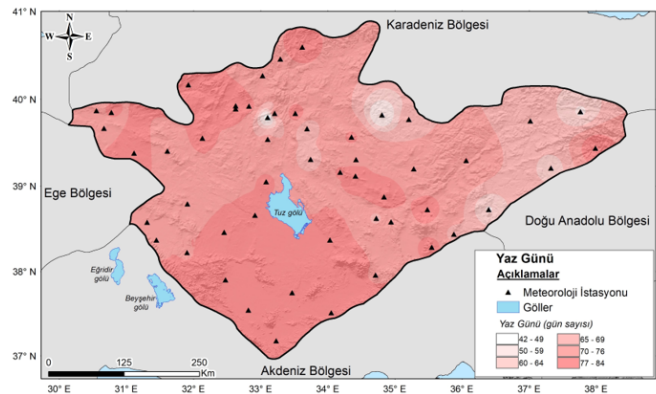 41° N
40° N
39° N
38° N
37° N
N
W E
S
Karadeniz Bölgesi
Ege Bölgesi
Tuz gölü
Doğu Anadolu Bölgesi
Eğridir
gölü
Beyşehir
gölü
Akdeniz Bölgesi
Yaz Günü
Açıklamalar
Meteoroloji İstasyonu
Göller
Yaz Günü (gün sayısı)
42 - 49 65 - 69
50 - 59 70 - 76
60 - 64 77 - 84
0 125 250
Km
30° E 31° E 32° E 33° E 34° E 35° E 36° E 37° E 38° E